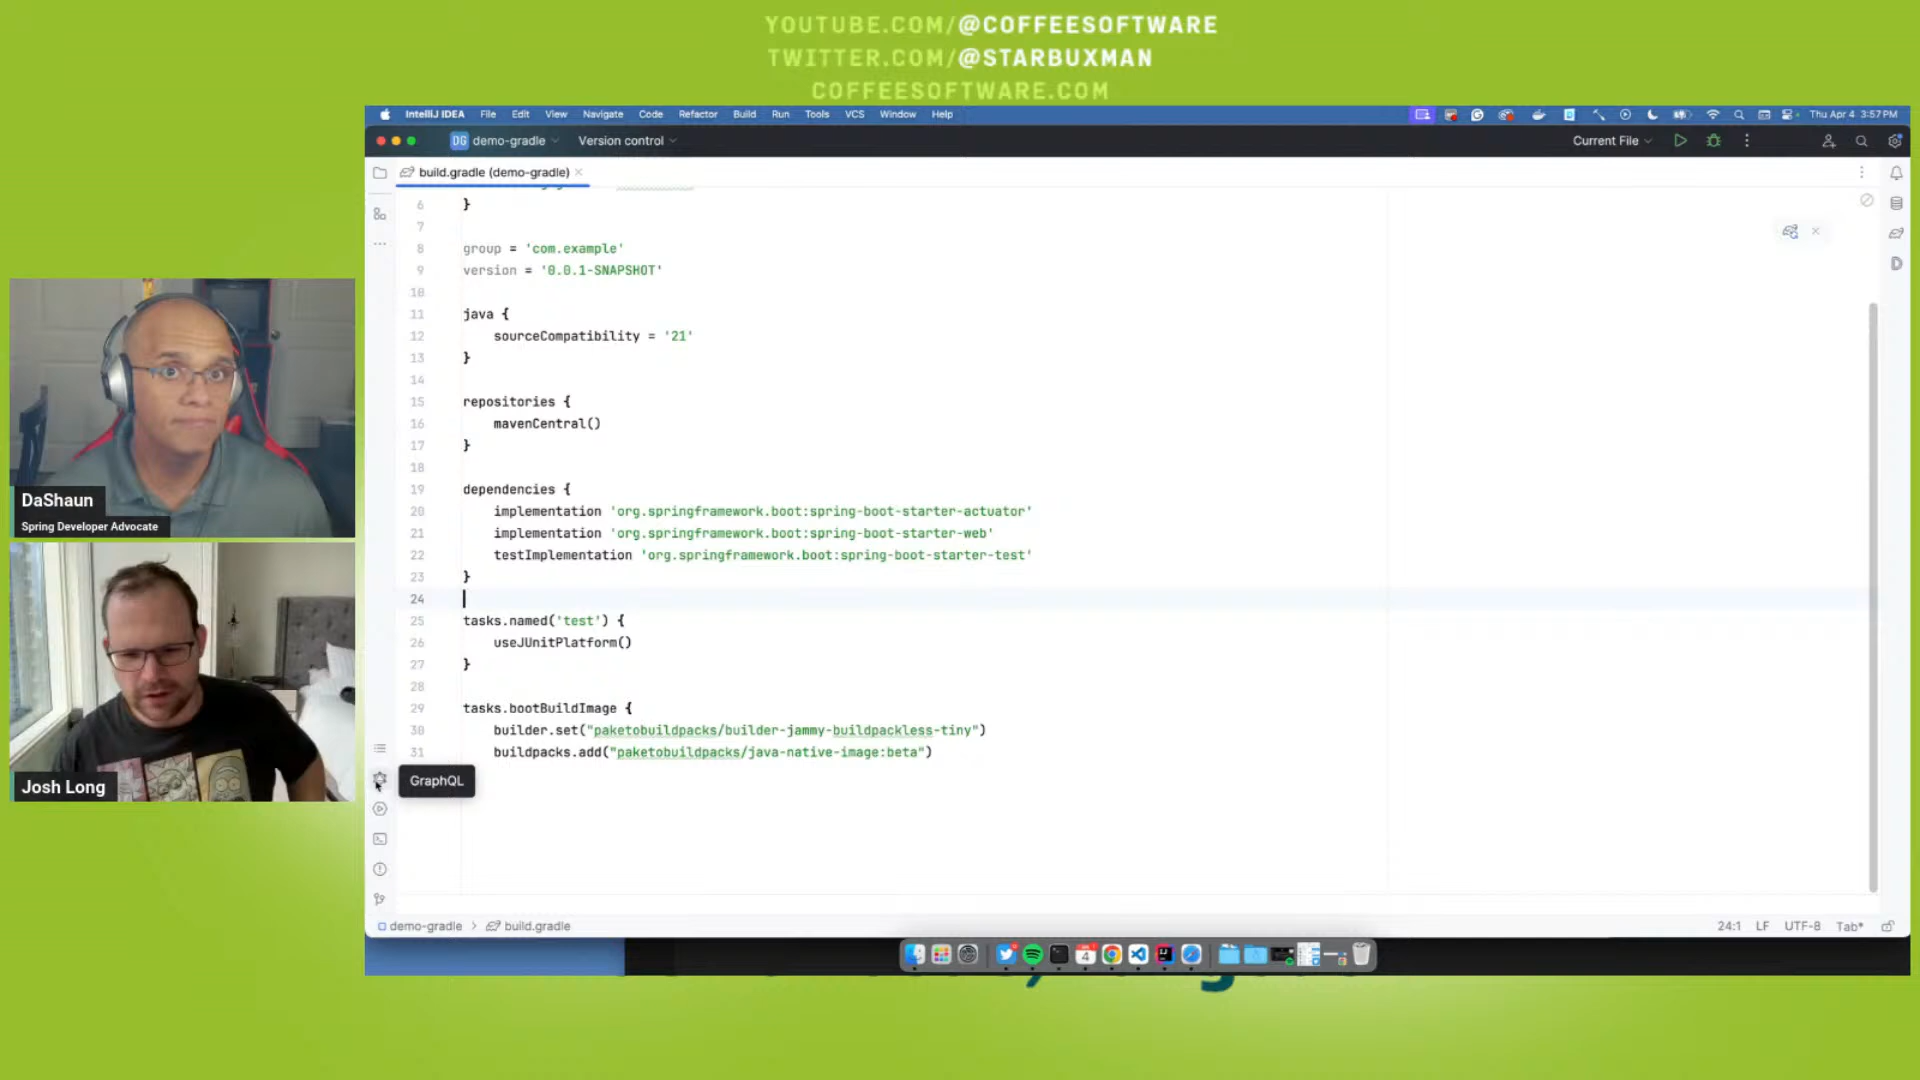 YOUTUBE.COM/@COFFEESOFTWARE
TWITTER.COM/@STARBUXMAN
COFFEESOFTWARE.COM
IntelliJ IDEA File Edit View Navigate Code Refactor Build Run Tools VCS Window Help
Thu Apr 4 3:57PM
DG demo-gradle
Version control
Current File
build.gradle (demo-gradle)
6 }
7
8 group = 'com.example'
9 version = '0.0.1-SNAPSHOT'
10
11 java {
12 sourceCompatibility = '21'
13 }
14
15 repositories {
16 mavenCentral()
17 }
18
19 dependencies {
20 implementation 'org.springframework.boot:spring-boot-starter-actuator'
21 implementation 'org.springframework.boot:spring-boot-starter-web'
22 testImplementation 'org.springframework.boot:spring-boot-starter-test'
23 }
24
25 tasks.named('test') {
26 useJUnitPlatform()
27 }
28
29 tasks.bootBuildImage {
30 builder.set("paketobuildpacks/builder-jammy-buildpackless-tiny")
31 buildpacks.add("paketobuildpacks/java-native-image:beta")
GraphQL
demo-gradle > build.gradle
24:1 LF UTF-8 Tab*
DaShaun
Spring Developer Advocate
Josh Long